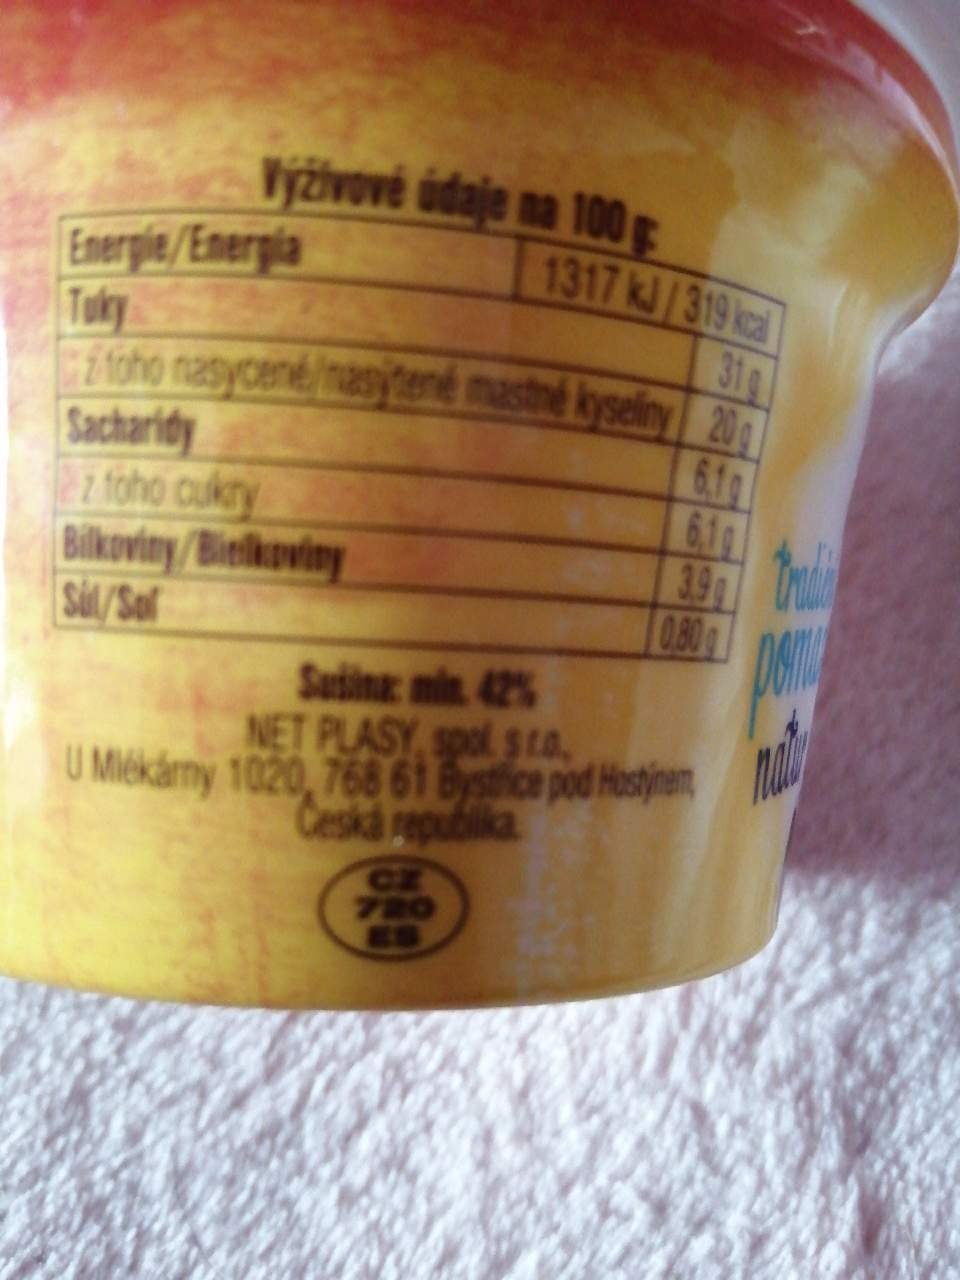 Výživové údaje na 100 g:
Energie/Energia 1317 kJ / 319 kcal
Tuky 31 g
z toho nasycené/nasýtené mastné kyseliny 20 g
Sacharidy 6,1 g
z toho cukry 6,1 g
Bílkoviny/Bielkoviny 3,9 g
Sůl/Soľ 0,80 g
Sušina: min. 42%
NET PLASY, spol. s r.o.,
U Mlékárny 1020, 768 61 Bystřice pod Hostýnem,
Česká republika.
CZ
720
ES